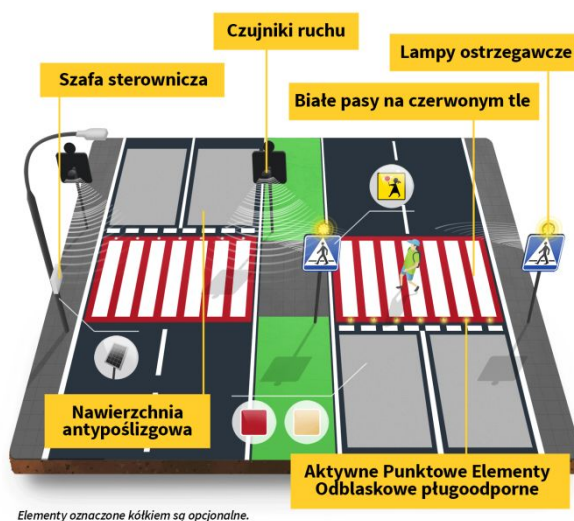 Czujniki ruchu
Lampy ostrzegawcze
Szafa sterownicza
Białe pasy na czerwonym tle
Nawierzchnia
antypoślizgowa
Aktywne Punktowe Elementy
Odblaskowe pługoodporne
Elementy oznaczone kółkiem są opcjonalne.